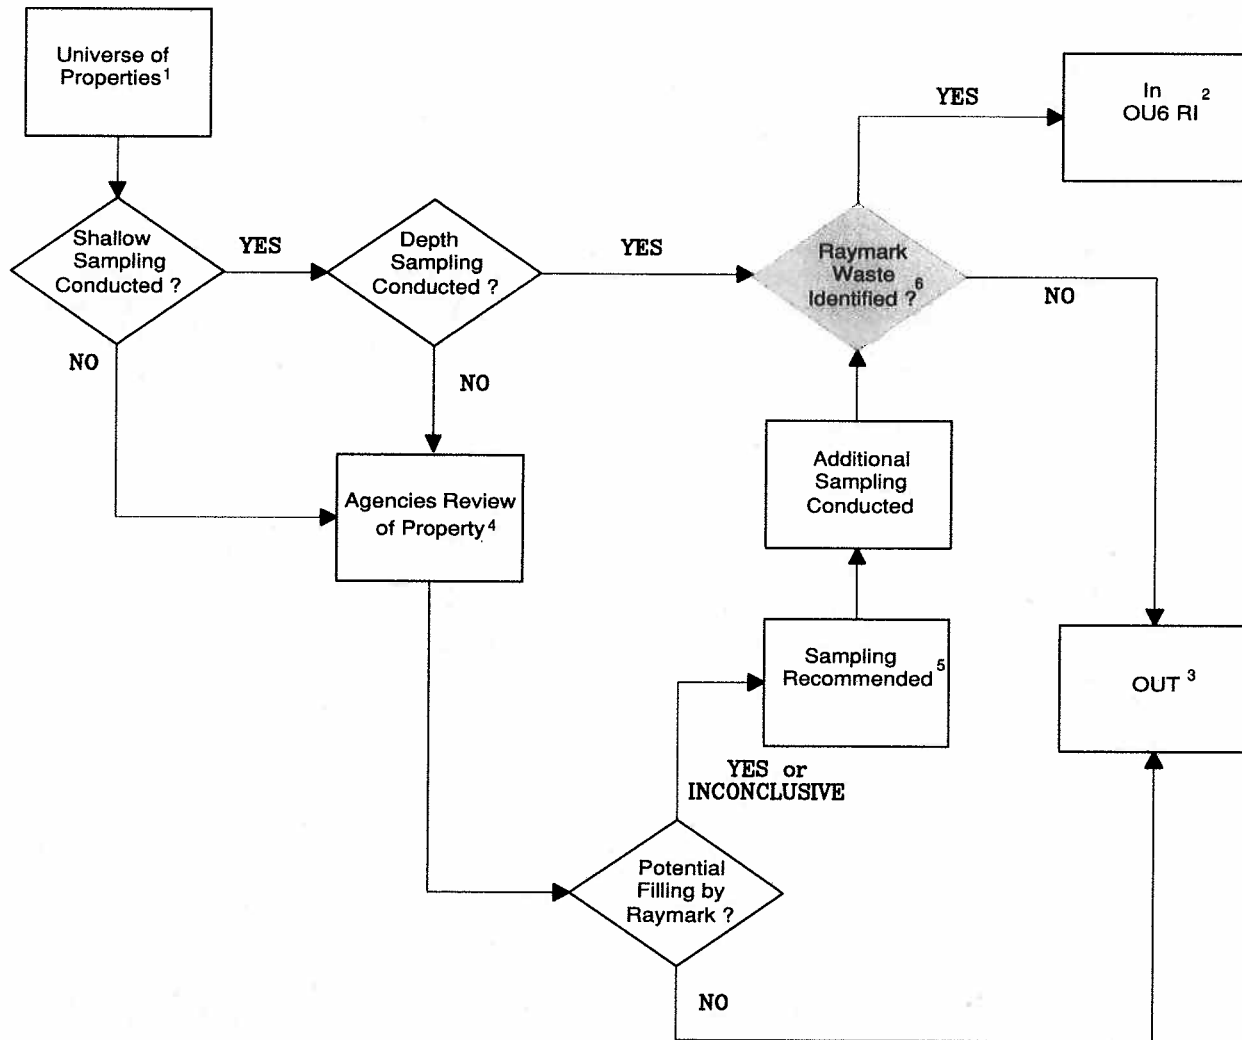 Universe of
Properties¹
YES
In
OU6 RI ²
Shallow
Sampling
Conducted ?
YES
Depth
Sampling
Conducted ?
YES
Raymark
Waste
Identified ?⁶
NO
NO
NO
Agencies Review
of Property⁴
Additional
Sampling
Conducted
Sampling
Recommended⁵
OUT ³
YES or
INCONCLUSIVE
Potential
Filling by
Raymark ?
NO